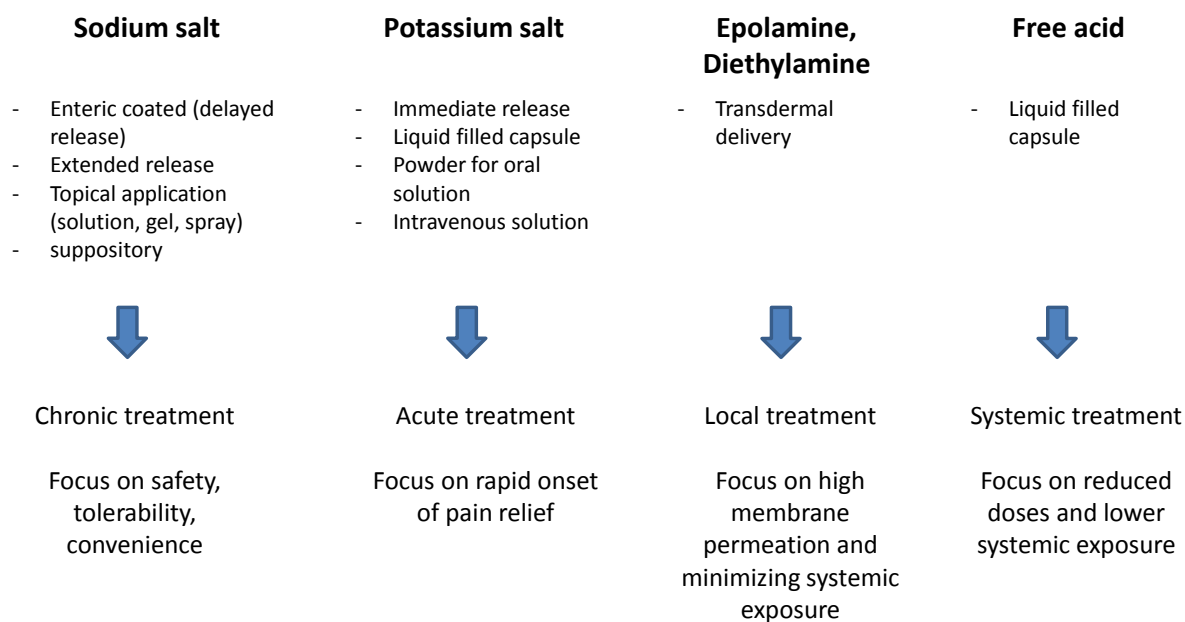 Sodium salt
- Enteric coated (delayed
release)
- Extended release
- Topical application
(solution, gel, spray)
- suppository
Chronic treatment
Focus on safety,
tolerability,
convenience
Potassium salt
- Immediate release
- Liquid filled capsule
- Powder for oral
solution
- Intravenous solution
Acute treatment
Focus on rapid onset
of pain relief
Epolamine,
Diethylamine
- Transdermal
delivery
Local treatment
Focus on high
membrane
permeation and
minimizing systemic
exposure
Free acid
- Liquid filled
capsule
Systemic treatment
Focus on reduced
doses and lower
systemic exposure